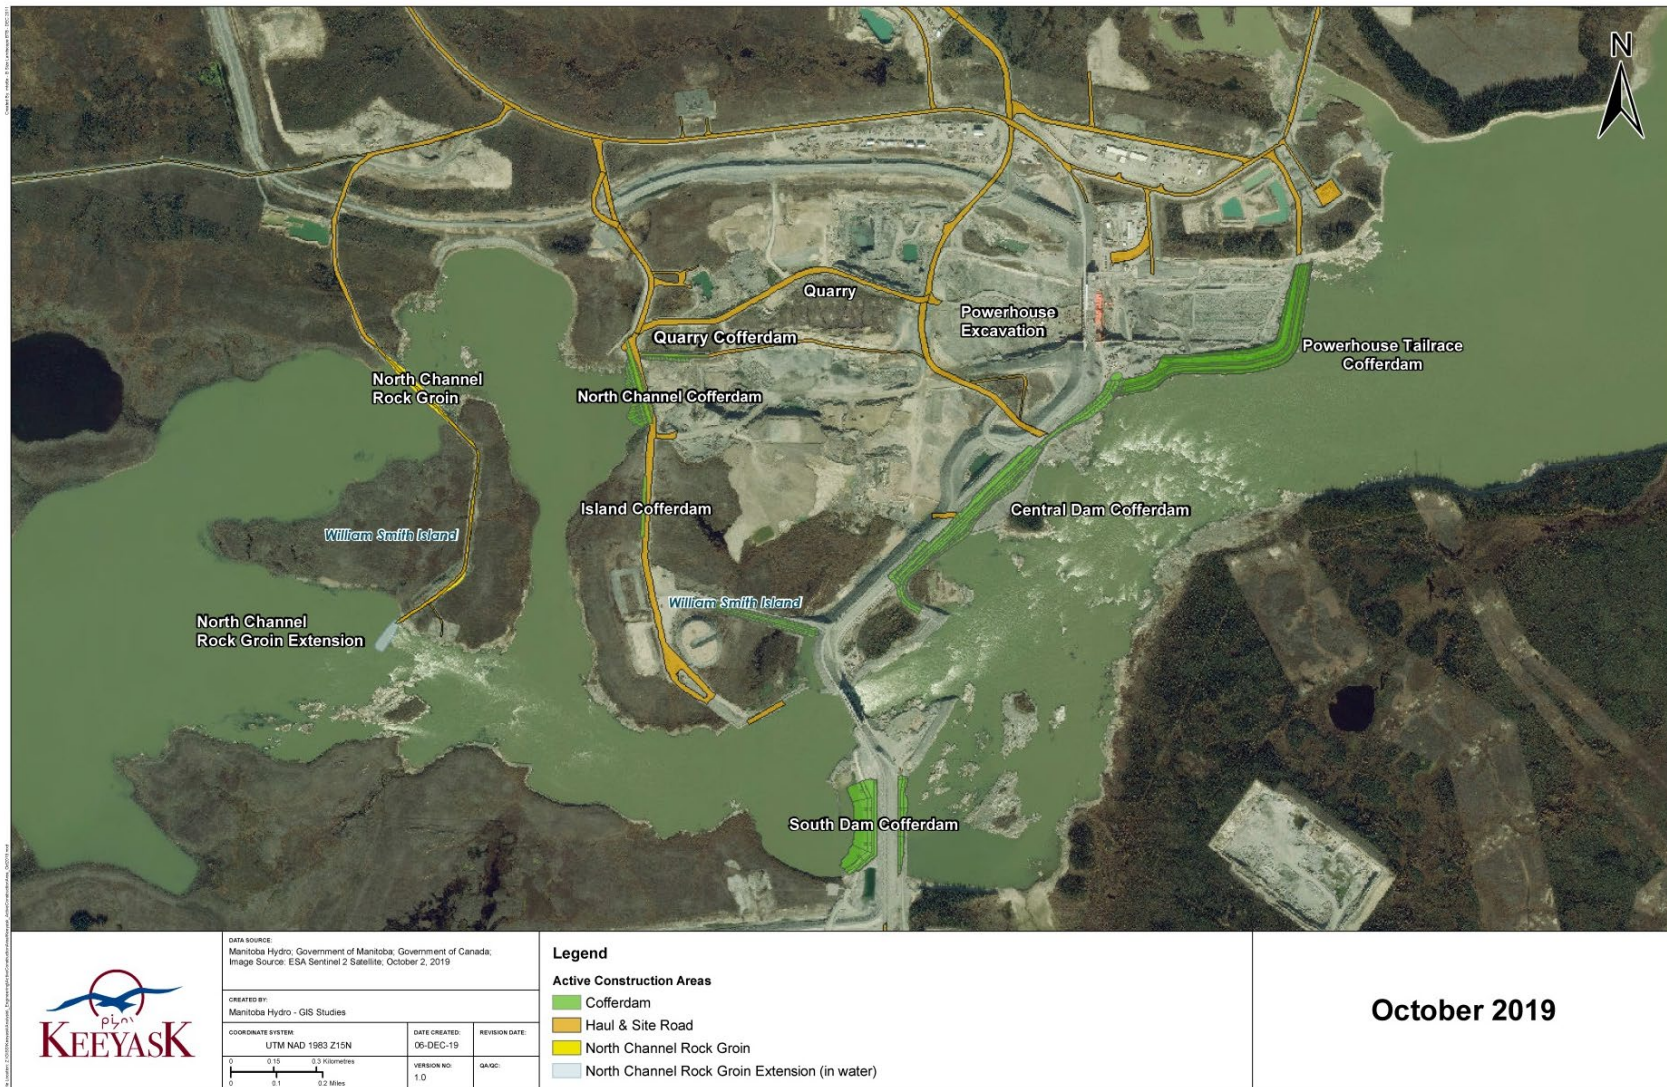 N
Quarry
Powerhouse
Excavation
Quarry Cofferdam
Powerhouse Tailrace
Cofferdam
North Channel
Rock Groin
North Channel Cofferdam
Island Cofferdam
Central Dam Cofferdam
William Smith Island
William Smith Island
North Channel
Rock Groin Extension
South Dam Cofferdam
KEEYASK
DATA SOURCE:
Manitoba Hydro; Government of Manitoba; Government of Canada;
Image Source: ESA Sentinel 2 Satellite, October 2, 2019
CREATED BY:
Manitoba Hydro - GIS Studies
COORDINATE SYSTEM:
UTM NAD 1983 Z15N
DATE CREATED:
06-DEC-19
REVISION DATE:
0 0.15 0.3 Kilometres
0 0.1 0.2 Miles
VERSION NO:
1.0
QA/QC:
Legend
Active Construction Areas
Cofferdam
Haul & Site Road
North Channel Rock Groin
North Channel Rock Groin Extension (in water)
October 2019